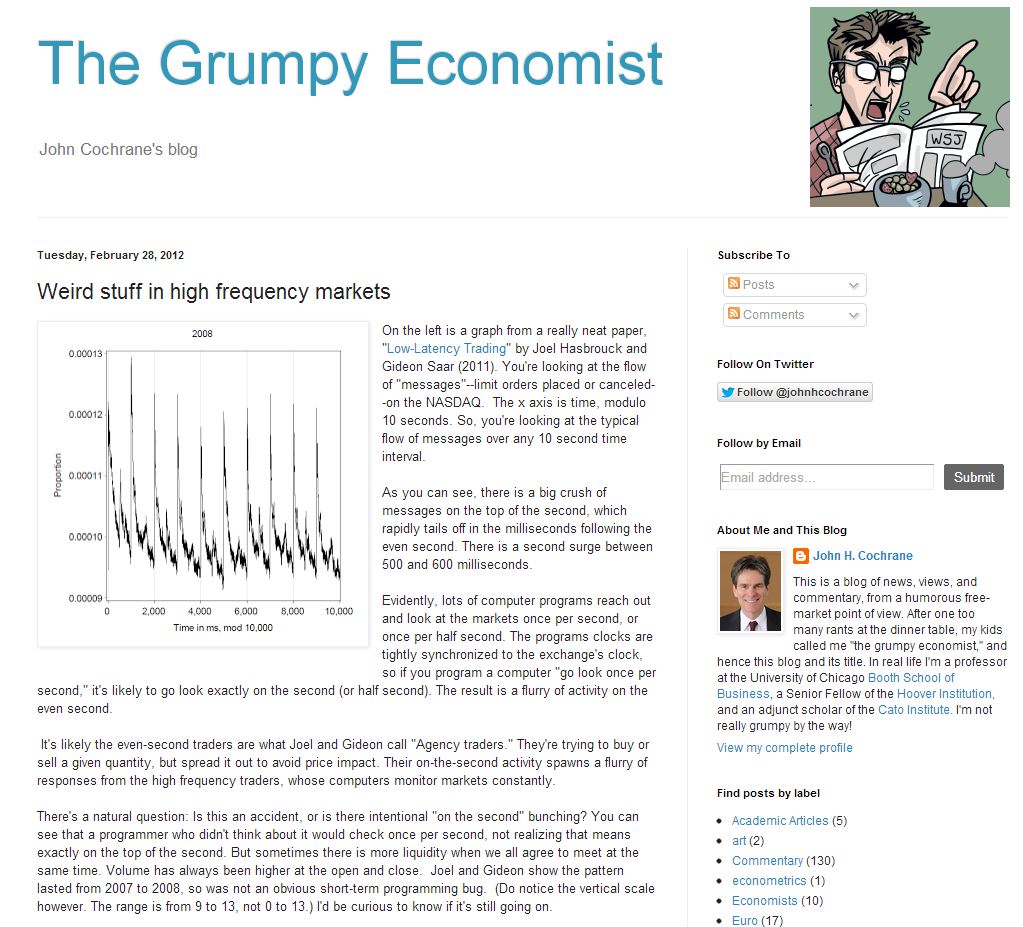 The Grumpy Economist
WSJ
John Cochrane's blog
Tuesday, February 28, 2012
Weird stuff in high frequency markets
2008
0.00013
0.00012
0.00011
0.00010
0.00009
Proportion
0
2,000
4,000
6,000
8,000
10,000
Time in ms, mod 10,000
On the left is a graph from a really neat paper,
"Low-Latency Trading" by Joel Hasbrouck and
Gideon Saar (2011). You're looking at the flow
of "messages"--limit orders placed or canceled-
-on the NASDAQ.  The x axis is time, modulo
10 seconds. So, you're looking at the typical
flow of messages over any 10 second time
interval.
As you can see, there is a big crush of
messages on the top of the second, which
rapidly tails off in the milliseconds following the
even second. There is a second surge between
500 and 600 milliseconds.
Evidently, lots of computer programs reach out
and look at the markets once per second, or
once per half second. The programs clocks are
tightly synchronized to the exchange's clock,
so if you program a computer "go look once per
second," it's likely to go look exactly on the second (or half second). The result is a flurry of activity on the
even second.
It's likely the even-second traders are what Joel and Gideon call "Agency traders." They're trying to buy or
sell a given quantity, but spread it out to avoid price impact. Their on-the-second activity spawns a flurry of
responses from the high frequency traders, whose computers monitor markets constantly.
There's a natural question: Is this an accident, or is there intentional "on the second" bunching? You can
see that a programmer who didn't think about it would check once per second, not realizing that means
exactly on the top of the second. But sometimes there is more liquidity when we all agree to meet at the
same time. Volume has always been higher at the open and close.  Joel and Gideon show the pattern
lasted from 2007 to 2008, so was not an obvious short-term programming bug.  (Do notice the vertical scale
however. The range is from 9 to 13, not 0 to 13.) I'd be curious to know if it's still going on.
Subscribe To
Posts
Comments
Follow On Twitter
Follow @johnhcochrane
Follow by Email
Email address...
Submit
About Me and This Blog
John H. Cochrane
This is a blog of news, views, and
commentary, from a humorous free-
market point of view. After one too
many rants at the dinner table, my kids
called me "the grumpy economist," and
hence this blog and its title. In real life I'm a professor
at the University of Chicago Booth School of
Business, a Senior Fellow of the Hoover Institution,
and an adjunct scholar of the Cato Institute. I'm not
really grumpy by the way!
View my complete profile
Find posts by label
Academic Articles (5)
art (2)
Commentary (130)
econometrics (1)
Economists (10)
Euro (17)